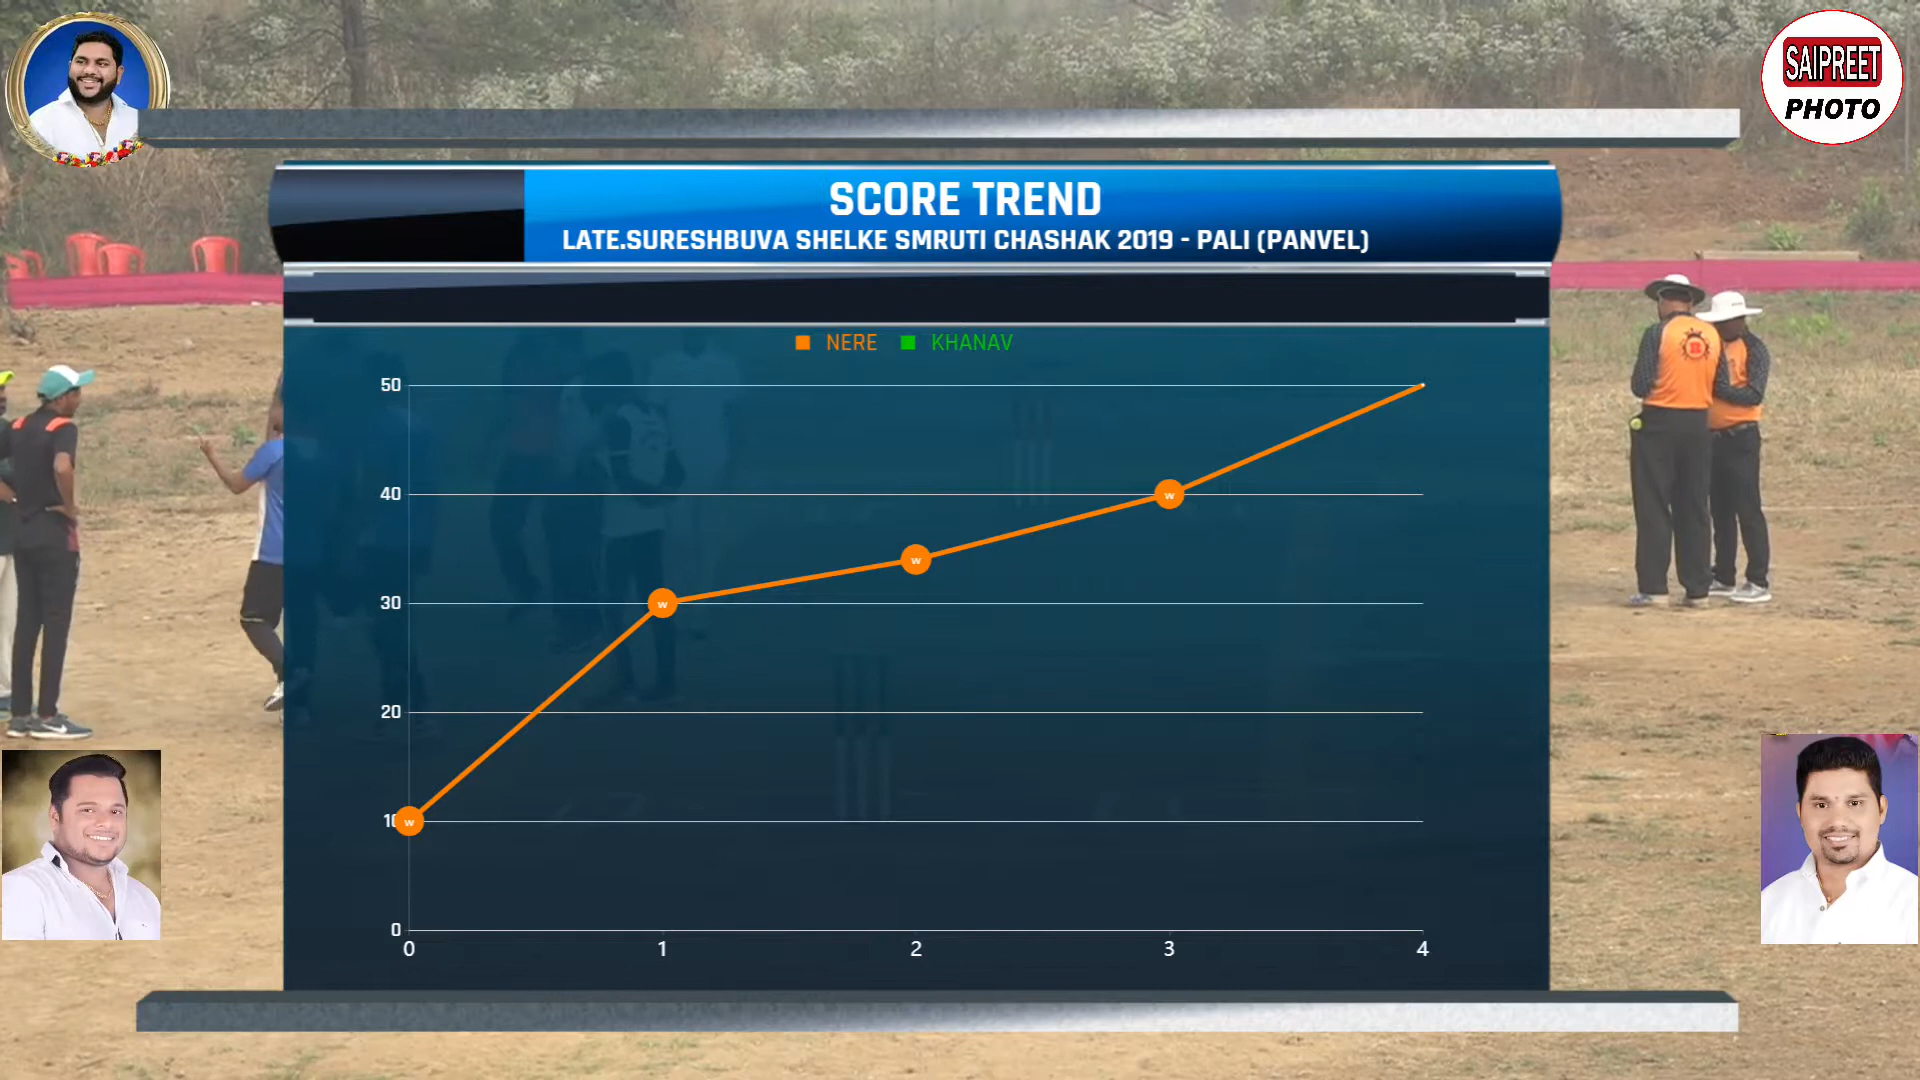 SAIPREET
PHOTO
SCORE TREND
LATE.SURESHBUVA SHELKE SMRUTI CHASHAK 2019 - PALI (PANVEL)
NERE KHANAV
50
40
W
W
30
W
20
10
W
0
0 1 2 3 4